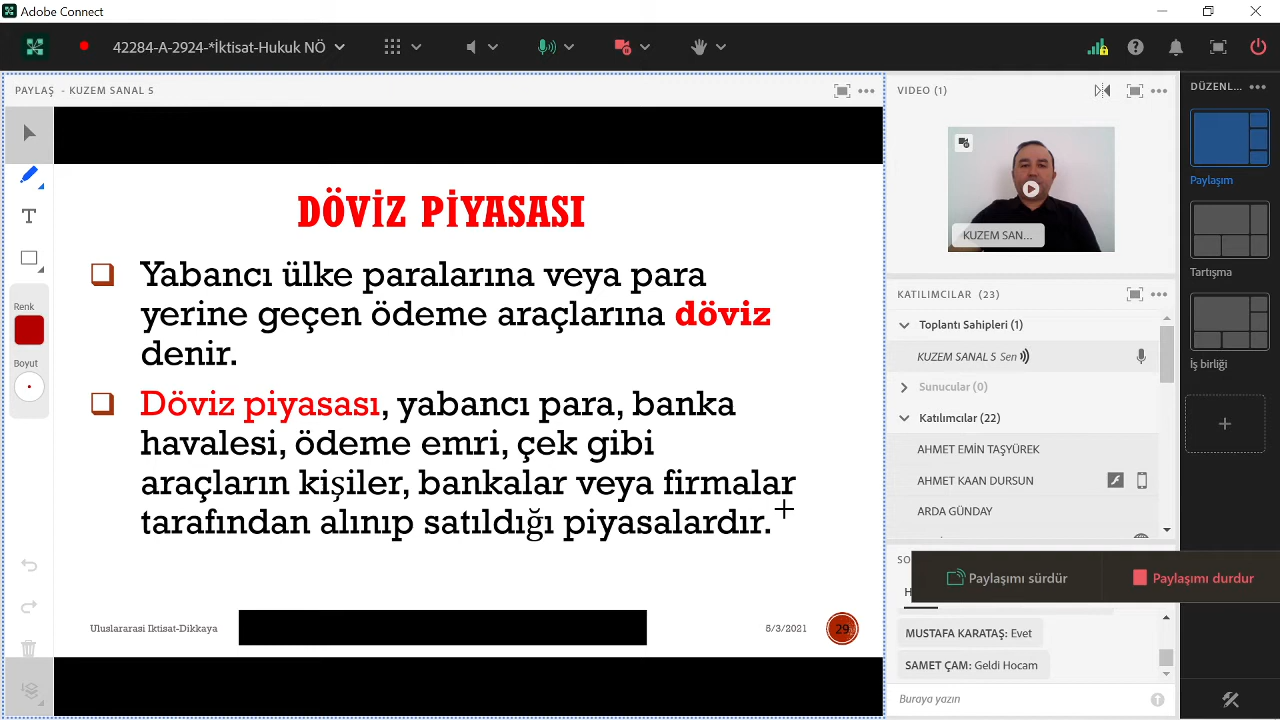 Adobe Connect
42284-A-2924-*İktisat-Hukuk NÖ
PAYLAŞ - KUZEM SANAL 5
DÖVİZ PİYASASI
Yabancı ülke paralarına veya para
yerine geçen ödeme araçlarına döviz
denir.
Döviz piyasası, yabancı para, banka
havalesi, ödeme emri, çek gibi
araçların kişiler, bankalar veya firmalar
tarafından alınıp satıldığı piyasalardır.
Uluslararasi Iktisat-Dikkaya
5/3/2021
29
T
Renk
Boyut
VIDEO (1)
KUZEM SAN...
KATILIMCILAR (23)
Toplantı Sahipleri (1)
KUZEM SANAL 5 Sen
Sunucular (0)
Katılımcılar (22)
AHMET EMİN TAŞYÜREK
AHMET KAAN DURSUN
ARDA GÜNDAY
SO
H
Paylaşımı sürdür
Paylaşımı durdur
MUSTAFA KARATAŞ: Evet
SAMET ÇAM: Geldi Hocam
Buraya yazın
DÜZENL...
Paylaşım
Tartışma
İş birliği